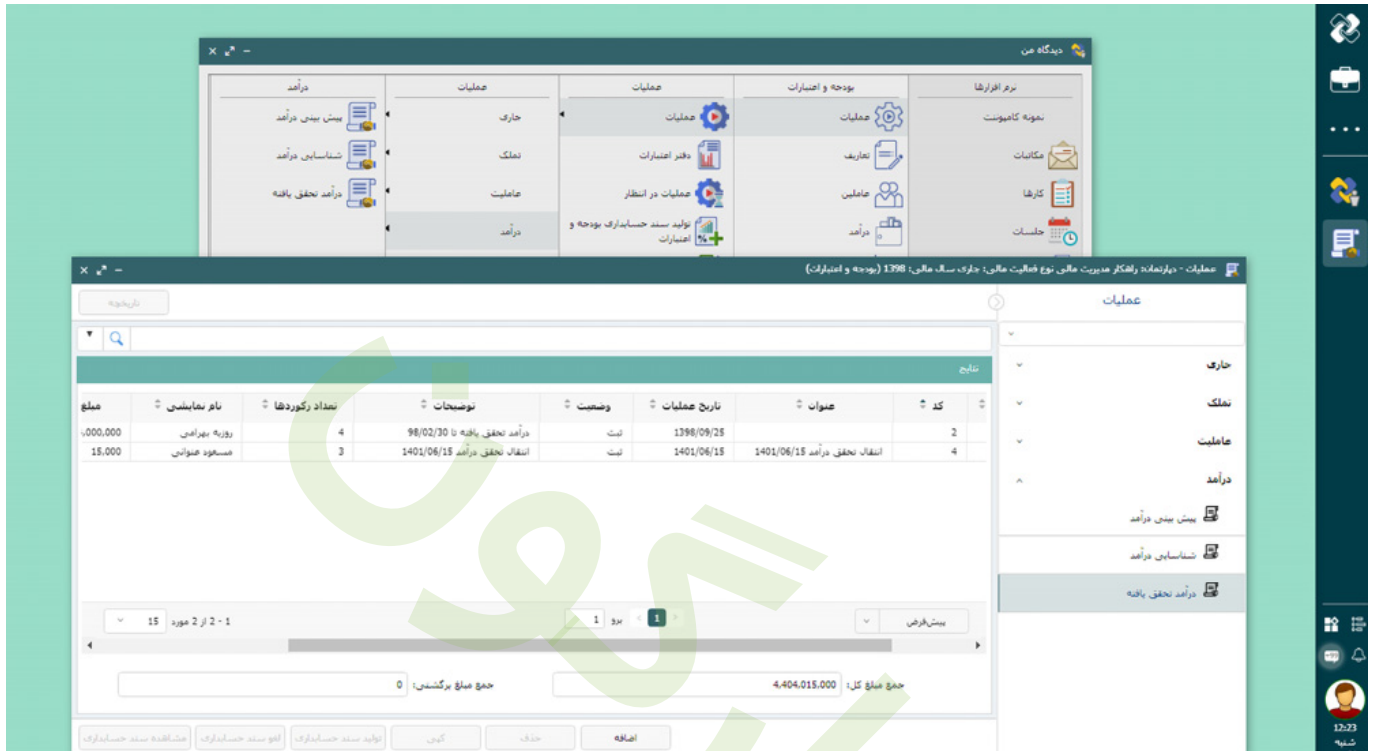 دیدگاه من
نرم افزارها
بودجه و اعتبارات
عملیات
عملیات
درآمد
نمونه کامپوننت
عملیات
عملیات
جاری
پیش بینی درآمد
مکاتبات
تعاریف
دفتر اعتبارات
تملک
شناسایی درآمد
کارها
عاملین
عملیات در انتظار
عاملیت
درآمد تحقق یافته
جلسات
درآمد
تولید سند حسابداری بودجه و
اعتبارات
درآمد
عملیات - دپارتمان: راهکار مدیریت مالی نوع فعالیت مالی: جاری سال مالی: 1398 (بودجه و اعتبارات)
عملیات
تاریخچه
جاری
تملک
عاملیت
درآمد
پیش بینی درآمد
شناسایی درآمد
درآمد تحقق یافته
نتایج
کد عنوان تاریخ عملیات وضعیت توضیحات تعداد رکوردها نام نمایشی مبلغ
2 1398/09/25 ثبت درآمد تحقق یافته تا 98/02/30 4 روزبه بهرامی
4 انتقال تحقق درآمد 1401/06/15 1401/06/15 ثبت انتقال تحقق درآمد 1401/06/15 3 مسعود عنوانی 15,000
پیش‌فرض
1
برو 1
1 - 2 از 2 مورد 15
جمع مبلغ کل: 4,404,015,000
جمع مبلغ برگشتی: 0
اضافه
حذف
کپی
تولید سند حسابداری
لغو سند حسابداری
مشاهده سند حسابداری
12:23
شنبه